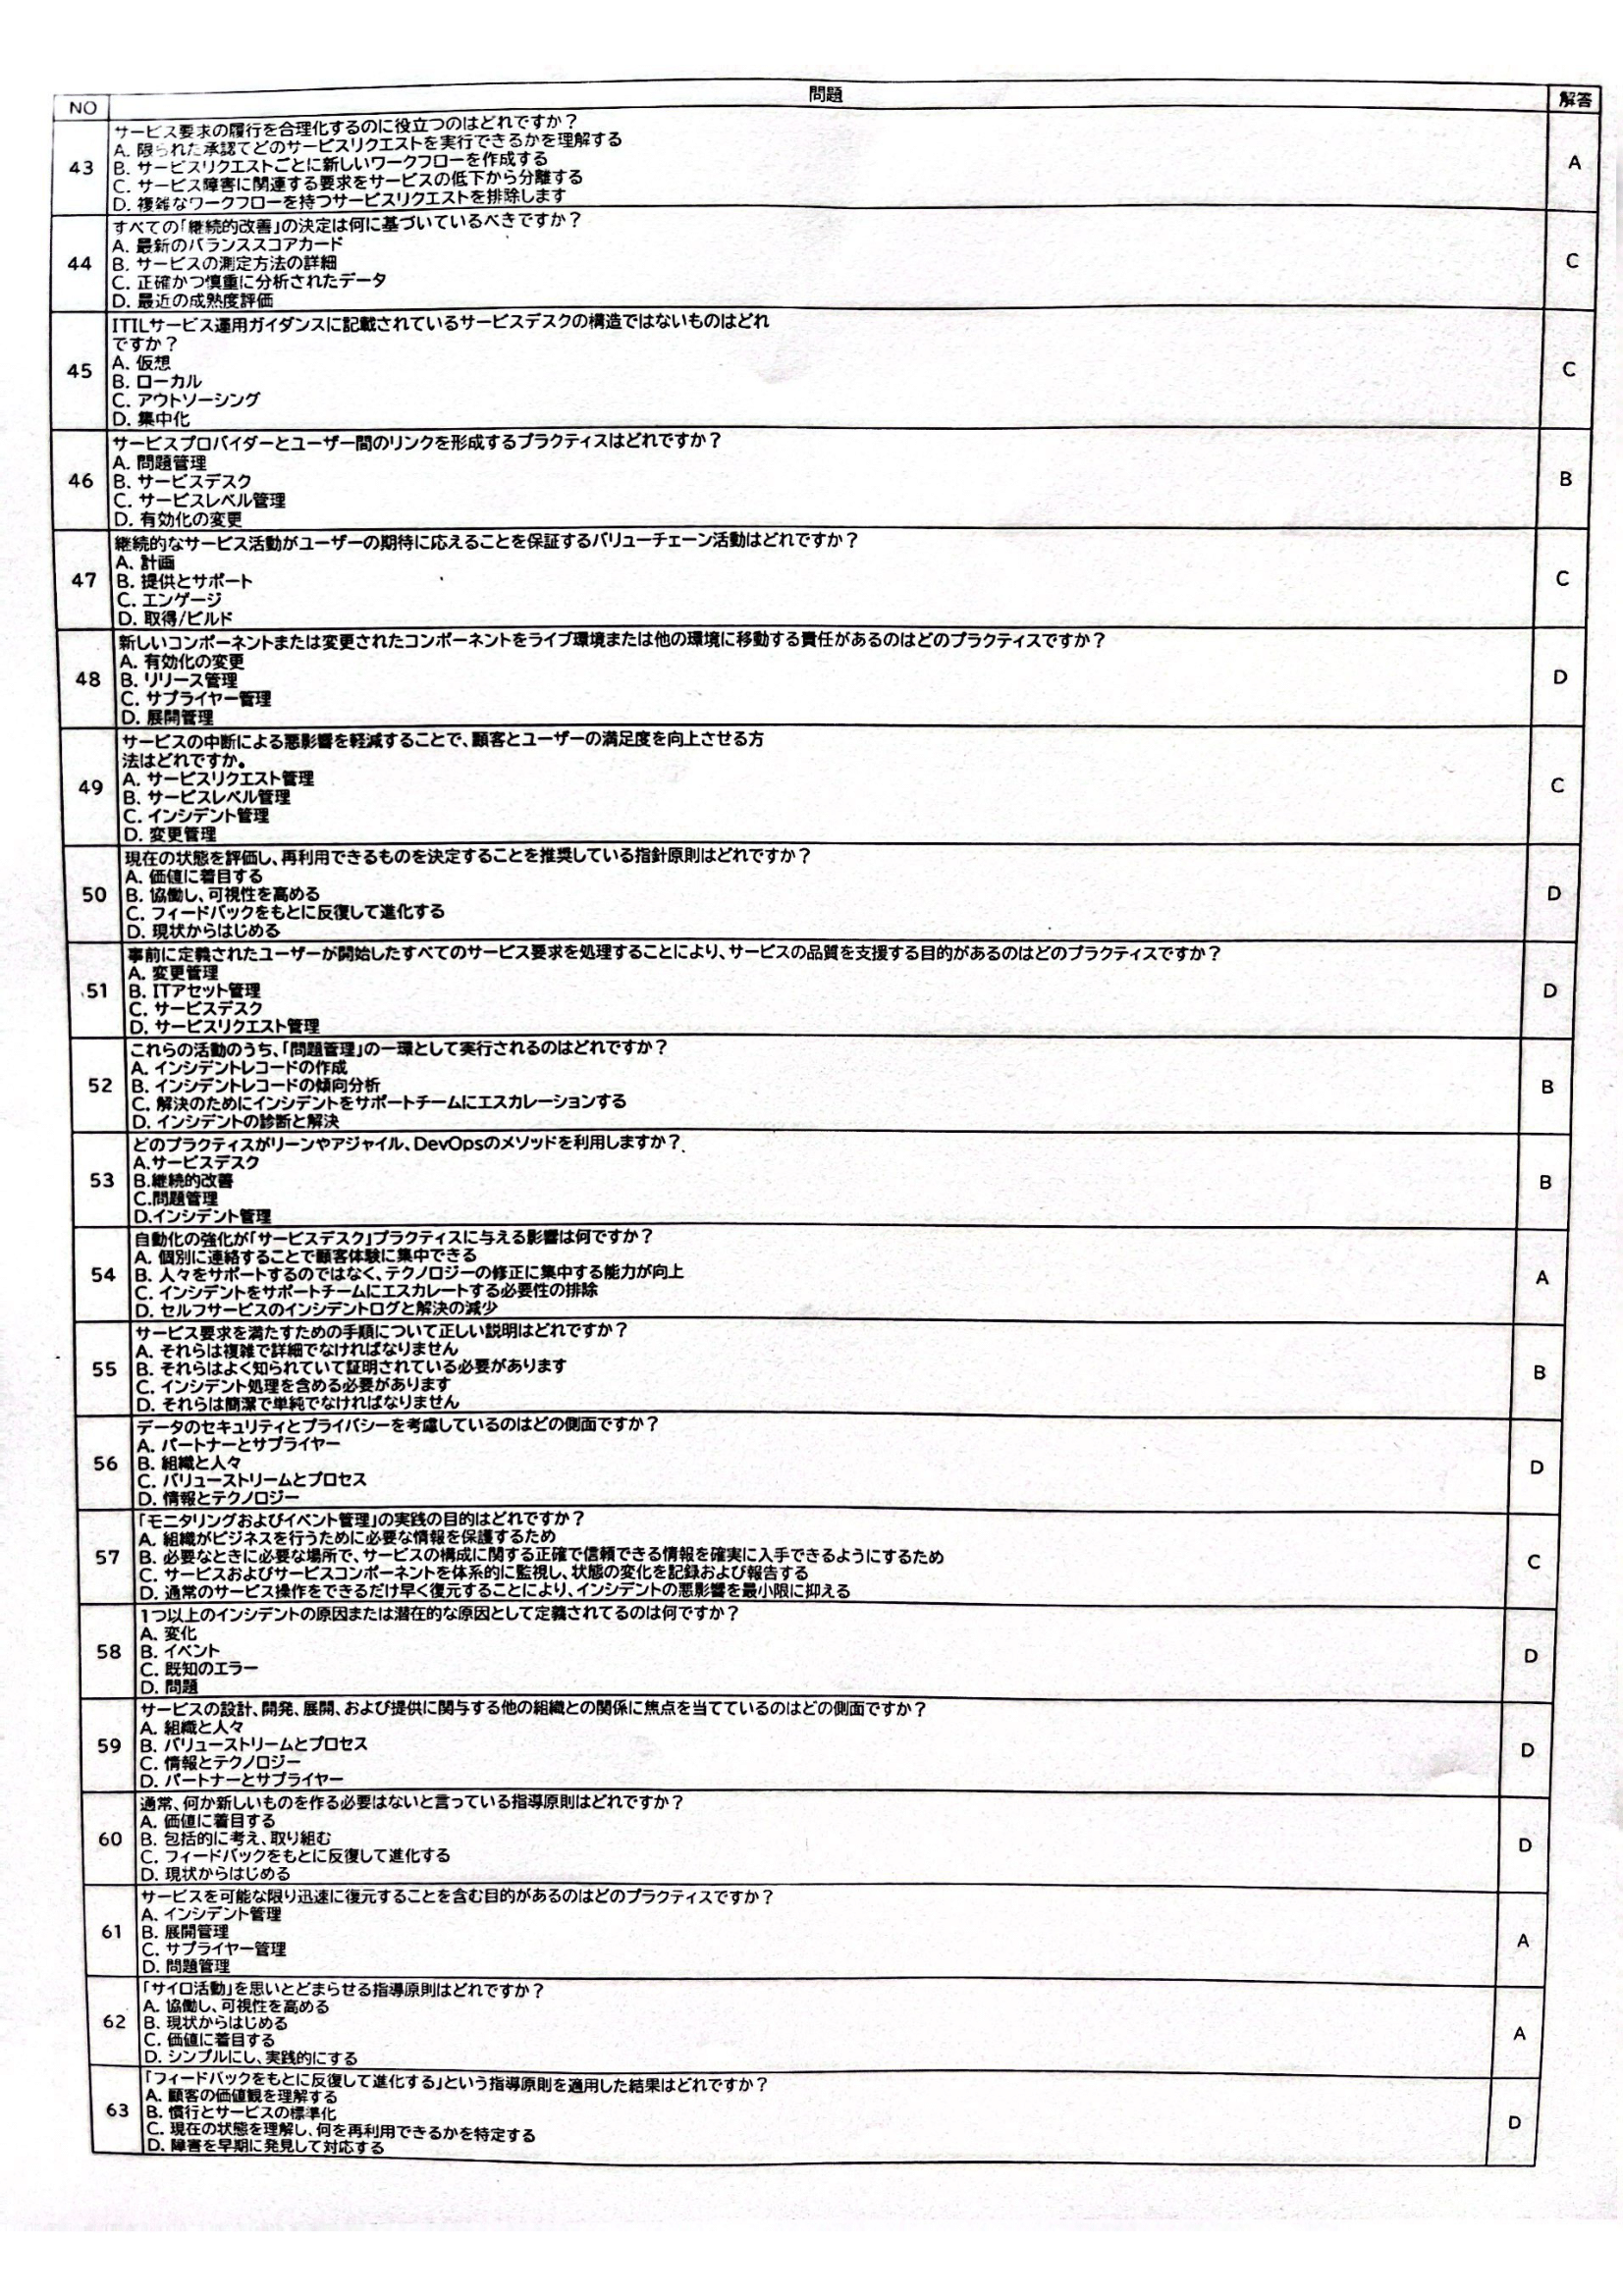 NO 問題 解答
43 A
サービス要求の履行を合理化するのに役立つのはどれですか？
A. 限られた承認でどのサービスリクエストを実行できるかを理解する
B. サービスリクエストごとに新しいワークフローを作成する
C. サービス障害に関連する要求をサービスの低下から分離する
D. 複雑なワークフローを持つサービスリクエストを排除します
44 C
すべての「継続的改善」の決定は何に基づいているべきですか？
A. 最新のバランススコアカード
B. サービスの測定方法の詳細
C. 正確かつ慎重に分析されたデータ
D. 最近の成熟度評価
45 C
ITILサービス運用ガイダンスに記載されているサービスデスクの構造ではないものはどれ
ですか？
A. 仮想
B. ローカル
C. アウトソーシング
D. 集中化
46 B
サービスプロバイダーとユーザー間のリンクを形成するプラクティスはどれですか？
A. 問題管理
B. サービスデスク
C. サービスレベル管理
D. 有効化の変更
47 C
継続的なサービス活動がユーザーの期待に応えることを保証するバリューチェーン活動はどれですか？
A. 計画
B. 提供とサポート
C. エンゲージ
D. 取得/ビルド
48 D
新しいコンポーネントまたは変更されたコンポーネントをライブ環境または他の環境に移動する責任があるのはどのプラクティスですか？
A. 有効化の変更
B. リリース管理
C. サプライヤー管理
D. 展開管理
49 C
サービスの中断による悪影響を軽減することで、顧客とユーザーの満足度を向上させる方
法はどれですか。
A. サービスリクエスト管理
B. サービスレベル管理
C. インシデント管理
D. 変更管理
50 D
現在の状態を評価し、再利用できるものを決定することを推奨している指針原則はどれですか？
A. 価値に着目する
B. 協働し、可視性を高める
C. フィードバックをもとに反復して進化する
D. 現状からはじめる
51 D
事前に定義されたユーザーが開始したすべてのサービス要求を処理することにより、サービスの品質を支援する目的があるのはどのプラクティスですか？
A. 変更管理
B. ITアセット管理
C. サービスデスク
D. サービスリクエスト管理
52 B
これらの活動のうち、「問題管理」の一環として実行されるのはどれですか？
A. インシデントレコードの作成
B. インシデントレコードの傾向分析
C. 解決のためにインシデントをサポートチームにエスカレーションする
D. インシデントの診断と解決
53 B
どのプラクティスがリーンやアジャイル、DevOpsのメソッドを利用しますか？
A.サービスデスク
B.継続的改善
C.問題管理
D.インシデント管理
54 A
自動化の強化が「サービスデスク」プラクティスに与える影響は何ですか？
A. 個別に連絡することで顧客体験に集中できる
B. 人々をサポートするのではなく、テクノロジーの修正に集中する能力が向上
C. インシデントをサポートチームにエスカレートする必要性の排除
D. セルフサービスのインシデントログと解決の減少
55 B
サービス要求を満たすための手順について正しい説明はどれですか？
A. それらは複雑で詳細でなければなりません
B. それらはよく知られていて証明されている必要があります
C. インシデント処理を含める必要があります
D. それらは簡潔で単純でなければなりません
56 D
データのセキュリティとプライバシーを考慮しているのはどの側面ですか？
A. パートナーとサプライヤー
B. 組織と人々
C. バリューストリームとプロセス
D. 情報とテクノロジー
57 C
「モニタリングおよびイベント管理」の実践の目的はどれですか？
A. 組織がビジネスを行うために必要な情報を保護するため
B. 必要なときに必要な場所で、サービスの構成に関する正確で信頼できる情報を確実に入手できるようにするため
C. サービスおよびサービスコンポーネントを体系的に監視し、状態の変化を記録および報告する
D. 通常のサービス操作をできるだけ早く復元することにより、インシデントの悪影響を最小限に抑える
58 D
1つ以上のインシデントの原因または潜在的な原因として定義されてるのは何ですか？
A. 変化
B. イベント
C. 既知のエラー
D. 問題
59 D
サービスの設計、開発、展開、および提供に関与する他の組織との関係に焦点を当てているのはどの側面ですか？
A. 組織と人々
B. バリューストリームとプロセス
C. 情報とテクノロジー
D. パートナーとサプライヤー
60 D
通常、何か新しいものを作る必要はないと言っている指導原則はどれですか？
A. 価値に着目する
B. 包括的に考え、取り組む
C. フィードバックをもとに反復して進化する
D. 現状からはじめる
61 A
サービスを可能な限り迅速に復元することを含む目的があるのはどのプラクティスですか？
A. インシデント管理
B. 展開管理
C. サプライヤー管理
D. 問題管理
62 A
「サイロ活動」を思いとどまらせる指導原則はどれですか？
A. 協働し、可視性を高める
B. 現状からはじめる
C. 価値に着目する
D. シンプルにし、実践的にする
63 D
「フィードバックをもとに反復して進化する」という指導原則を適用した結果はどれですか？
A. 顧客の価値観を理解する
B. 慣行とサービスの標準化
C. 現在の状態を理解し、何を再利用できるかを特定する
D. 障害を早期に発見して対応する